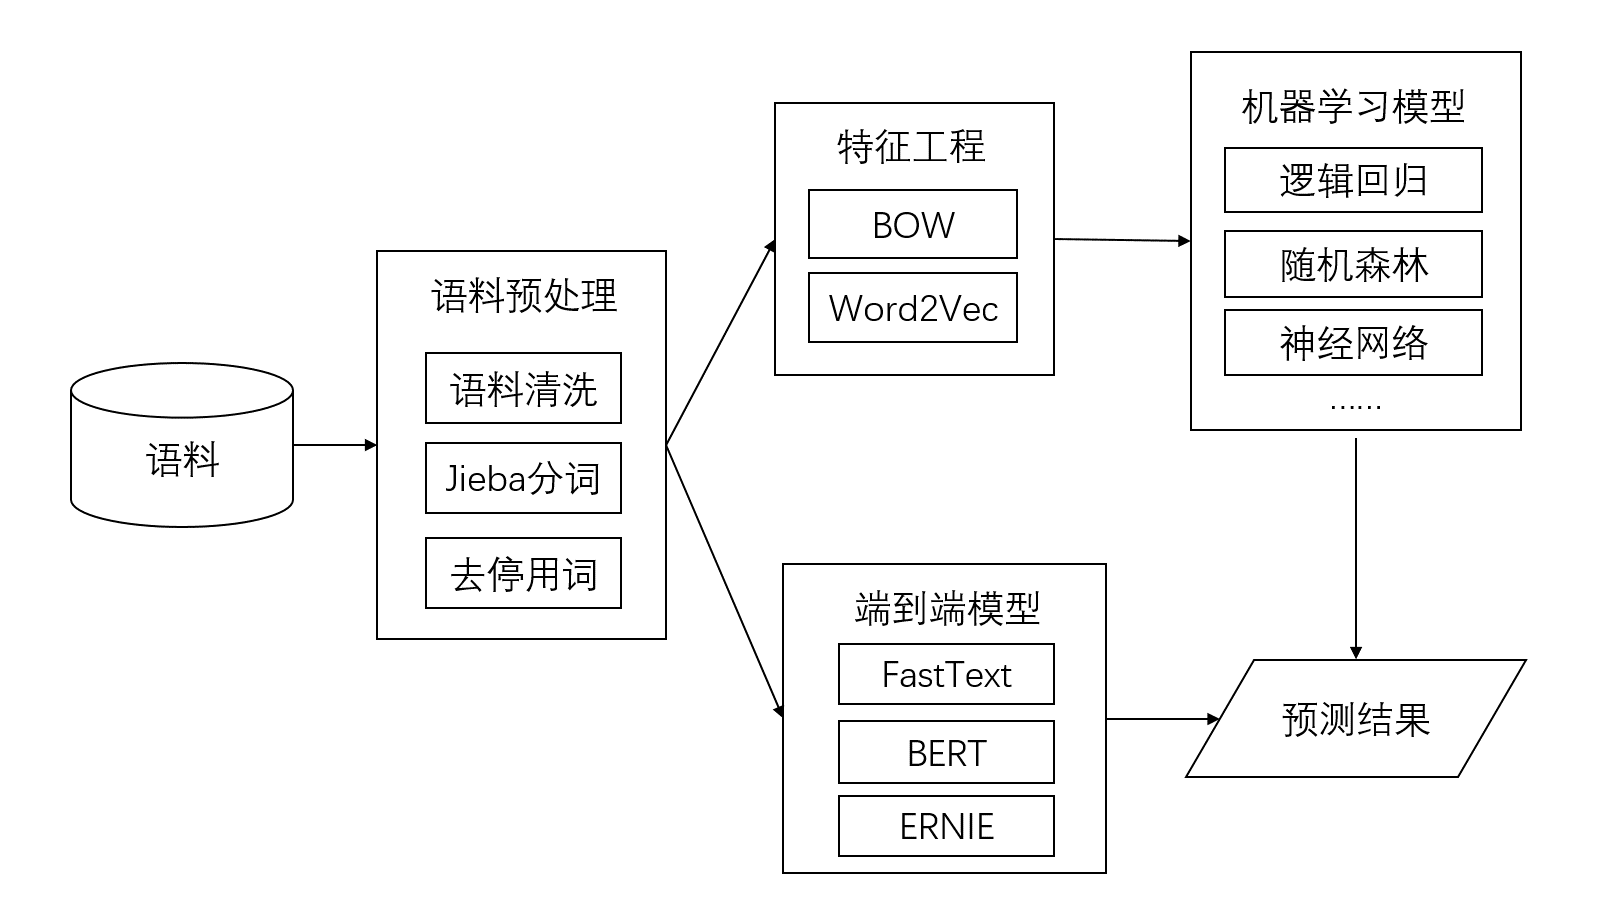 语料
语料预处理
语料清洗
Jieba分词
去停用词
特征工程
BOW
Word2Vec
机器学习模型
逻辑回归
随机森林
神经网络
……
端到端模型
FastText
BERT
ERNIE
预测结果